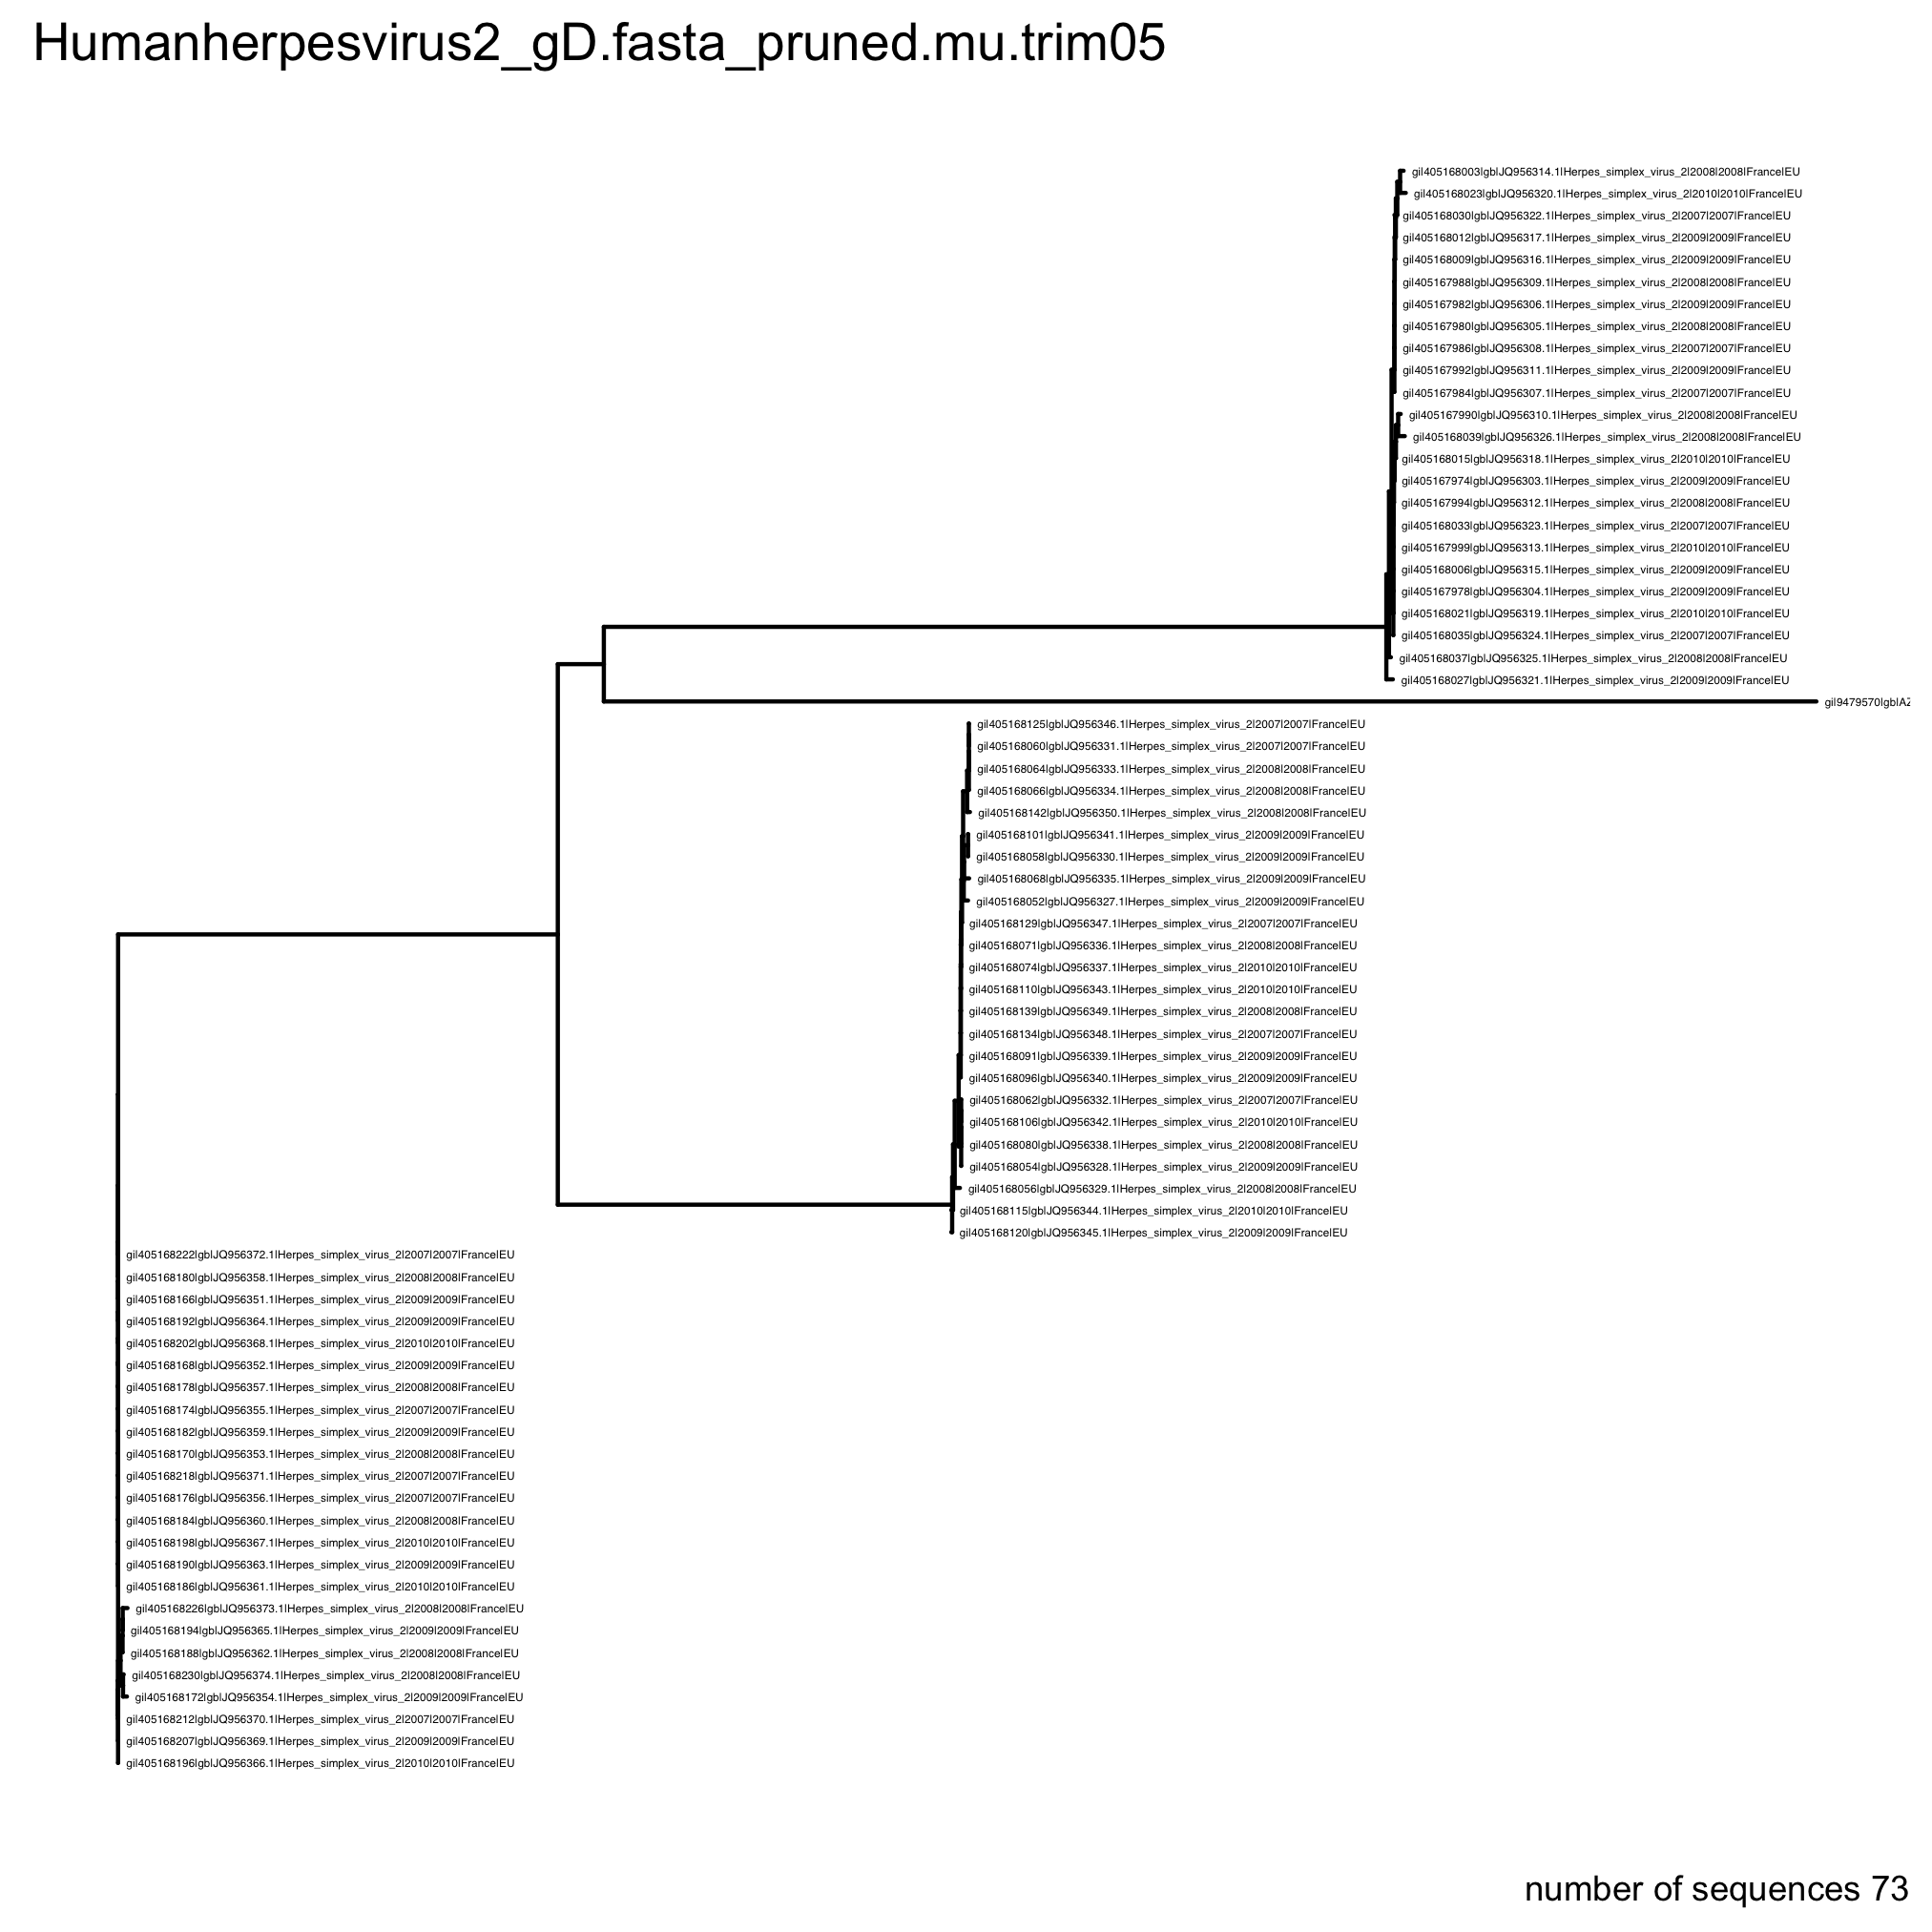 Humanherpesvirus2_gD.fasta_pruned.mu.trim05
gi|405168003|gb|JQ956314.1|Herpes_simplex_virus_2|2008|2008|France|EU
gi|405168023|gb|JQ956320.1|Herpes_simplex_virus_2|2010|2010|France|EU
gi|405168030|gb|JQ956322.1|Herpes_simplex_virus_2|2007|2007|France|EU
gi|405168012|gb|JQ956317.1|Herpes_simplex_virus_2|2009|2009|France|EU
gi|405168009|gb|JQ956316.1|Herpes_simplex_virus_2|2009|2009|France|EU
gi|405167988|gb|JQ956309.1|Herpes_simplex_virus_2|2008|2008|France|EU
gi|405167982|gb|JQ956306.1|Herpes_simplex_virus_2|2009|2009|France|EU
gi|405167980|gb|JQ956305.1|Herpes_simplex_virus_2|2008|2008|France|EU
gi|405167986|gb|JQ956308.1|Herpes_simplex_virus_2|2007|2007|France|EU
gi|405167992|gb|JQ956311.1|Herpes_simplex_virus_2|2009|2009|France|EU
gi|405167984|gb|JQ956307.1|Herpes_simplex_virus_2|2007|2007|France|EU
gi|405167990|gb|JQ956310.1|Herpes_simplex_virus_2|2008|2008|France|EU
gi|405168039|gb|JQ956326.1|Herpes_simplex_virus_2|2008|2008|France|EU
gi|405168015|gb|JQ956318.1|Herpes_simplex_virus_2|2010|2010|France|EU
gi|405167974|gb|JQ956303.1|Herpes_simplex_virus_2|2009|2009|France|EU
gi|405167994|gb|JQ956312.1|Herpes_simplex_virus_2|2008|2008|France|EU
gi|405168033|gb|JQ956323.1|Herpes_simplex_virus_2|2007|2007|France|EU
gi|405167999|gb|JQ956313.1|Herpes_simplex_virus_2|2010|2010|France|EU
gi|405168006|gb|JQ956315.1|Herpes_simplex_virus_2|2009|2009|France|EU
gi|405167978|gb|JQ956304.1|Herpes_simplex_virus_2|2009|2009|France|EU
gi|405168021|gb|JQ956319.1|Herpes_simplex_virus_2|2010|2010|France|EU
gi|405168035|gb|JQ956324.1|Herpes_simplex_virus_2|2007|2007|France|EU
gi|405168037|gb|JQ956325.1|Herpes_simplex_virus_2|2008|2008|France|EU
gi|405168027|gb|JQ956321.1|Herpes_simplex_virus_2|2009|2009|France|EU
gi|9479570|gb|AZ
gi|405168125|gb|JQ956346.1|Herpes_simplex_virus_2|2007|2007|France|EU
gi|405168060|gb|JQ956331.1|Herpes_simplex_virus_2|2007|2007|France|EU
gi|405168064|gb|JQ956333.1|Herpes_simplex_virus_2|2008|2008|France|EU
gi|405168066|gb|JQ956334.1|Herpes_simplex_virus_2|2008|2008|France|EU
gi|405168142|gb|JQ956350.1|Herpes_simplex_virus_2|2008|2008|France|EU
gi|405168101|gb|JQ956341.1|Herpes_simplex_virus_2|2009|2009|France|EU
gi|405168058|gb|JQ956330.1|Herpes_simplex_virus_2|2009|2009|France|EU
gi|405168068|gb|JQ956335.1|Herpes_simplex_virus_2|2009|2009|France|EU
gi|405168052|gb|JQ956327.1|Herpes_simplex_virus_2|2009|2009|France|EU
gi|405168129|gb|JQ956347.1|Herpes_simplex_virus_2|2007|2007|France|EU
gi|405168071|gb|JQ956336.1|Herpes_simplex_virus_2|2008|2008|France|EU
gi|405168074|gb|JQ956337.1|Herpes_simplex_virus_2|2010|2010|France|EU
gi|405168110|gb|JQ956343.1|Herpes_simplex_virus_2|2010|2010|France|EU
gi|405168139|gb|JQ956349.1|Herpes_simplex_virus_2|2008|2008|France|EU
gi|405168134|gb|JQ956348.1|Herpes_simplex_virus_2|2007|2007|France|EU
gi|405168091|gb|JQ956339.1|Herpes_simplex_virus_2|2009|2009|France|EU
gi|405168096|gb|JQ956340.1|Herpes_simplex_virus_2|2009|2009|France|EU
gi|405168062|gb|JQ956332.1|Herpes_simplex_virus_2|2007|2007|France|EU
gi|405168106|gb|JQ956342.1|Herpes_simplex_virus_2|2010|2010|France|EU
gi|405168080|gb|JQ956338.1|Herpes_simplex_virus_2|2008|2008|France|EU
gi|405168054|gb|JQ956328.1|Herpes_simplex_virus_2|2009|2009|France|EU
gi|405168056|gb|JQ956329.1|Herpes_simplex_virus_2|2008|2008|France|EU
gi|405168115|gb|JQ956344.1|Herpes_simplex_virus_2|2010|2010|France|EU
gi|405168120|gb|JQ956345.1|Herpes_simplex_virus_2|2009|2009|France|EU
gi|405168222|gb|JQ956372.1|Herpes_simplex_virus_2|2007|2007|France|EU
gi|405168180|gb|JQ956358.1|Herpes_simplex_virus_2|2008|2008|France|EU
gi|405168166|gb|JQ956351.1|Herpes_simplex_virus_2|2009|2009|France|EU
gi|405168192|gb|JQ956364.1|Herpes_simplex_virus_2|2009|2009|France|EU
gi|405168202|gb|JQ956368.1|Herpes_simplex_virus_2|2010|2010|France|EU
gi|405168168|gb|JQ956352.1|Herpes_simplex_virus_2|2009|2009|France|EU
gi|405168178|gb|JQ956357.1|Herpes_simplex_virus_2|2008|2008|France|EU
gi|405168174|gb|JQ956355.1|Herpes_simplex_virus_2|2007|2007|France|EU
gi|405168182|gb|JQ956359.1|Herpes_simplex_virus_2|2009|2009|France|EU
gi|405168170|gb|JQ956353.1|Herpes_simplex_virus_2|2008|2008|France|EU
gi|405168218|gb|JQ956371.1|Herpes_simplex_virus_2|2007|2007|France|EU
gi|405168176|gb|JQ956356.1|Herpes_simplex_virus_2|2007|2007|France|EU
gi|405168184|gb|JQ956360.1|Herpes_simplex_virus_2|2008|2008|France|EU
gi|405168198|gb|JQ956367.1|Herpes_simplex_virus_2|2010|2010|France|EU
gi|405168190|gb|JQ956363.1|Herpes_simplex_virus_2|2009|2009|France|EU
gi|405168186|gb|JQ956361.1|Herpes_simplex_virus_2|2010|2010|France|EU
gi|405168226|gb|JQ956373.1|Herpes_simplex_virus_2|2008|2008|France|EU
gi|405168194|gb|JQ956365.1|Herpes_simplex_virus_2|2009|2009|France|EU
gi|405168188|gb|JQ956362.1|Herpes_simplex_virus_2|2008|2008|France|EU
gi|405168230|gb|JQ956374.1|Herpes_simplex_virus_2|2008|2008|France|EU
gi|405168172|gb|JQ956354.1|Herpes_simplex_virus_2|2009|2009|France|EU
gi|405168212|gb|JQ956370.1|Herpes_simplex_virus_2|2007|2007|France|EU
gi|405168207|gb|JQ956369.1|Herpes_simplex_virus_2|2009|2009|France|EU
gi|405168196|gb|JQ956366.1|Herpes_simplex_virus_2|2010|2010|France|EU
number of sequences 73